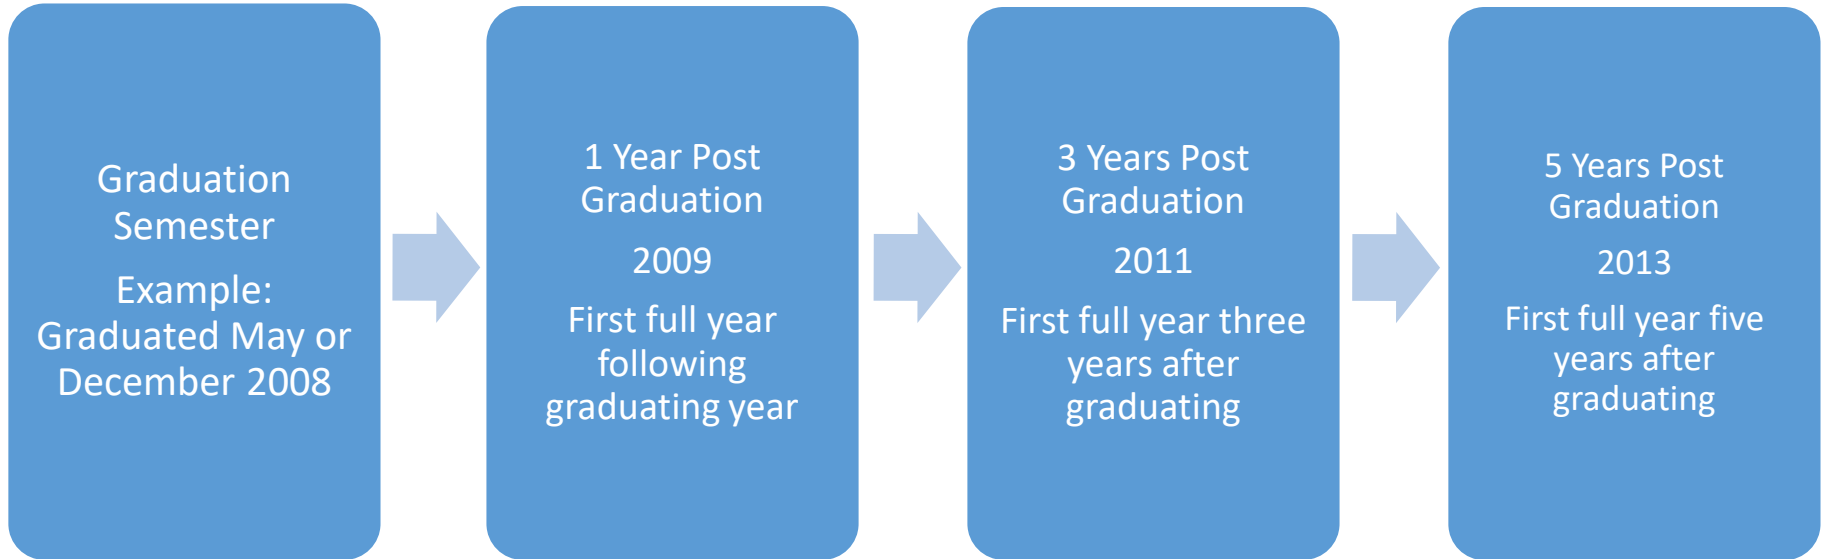 Graduation
Semester
Example:
Graduated May or
December 2008
1 Year Post
Graduation
2009
First full year
following
graduating year
3 Years Post
Graduation
2011
First full year three
years after
graduating
5 Years Post
Graduation
2013
First full year five
years after
graduating